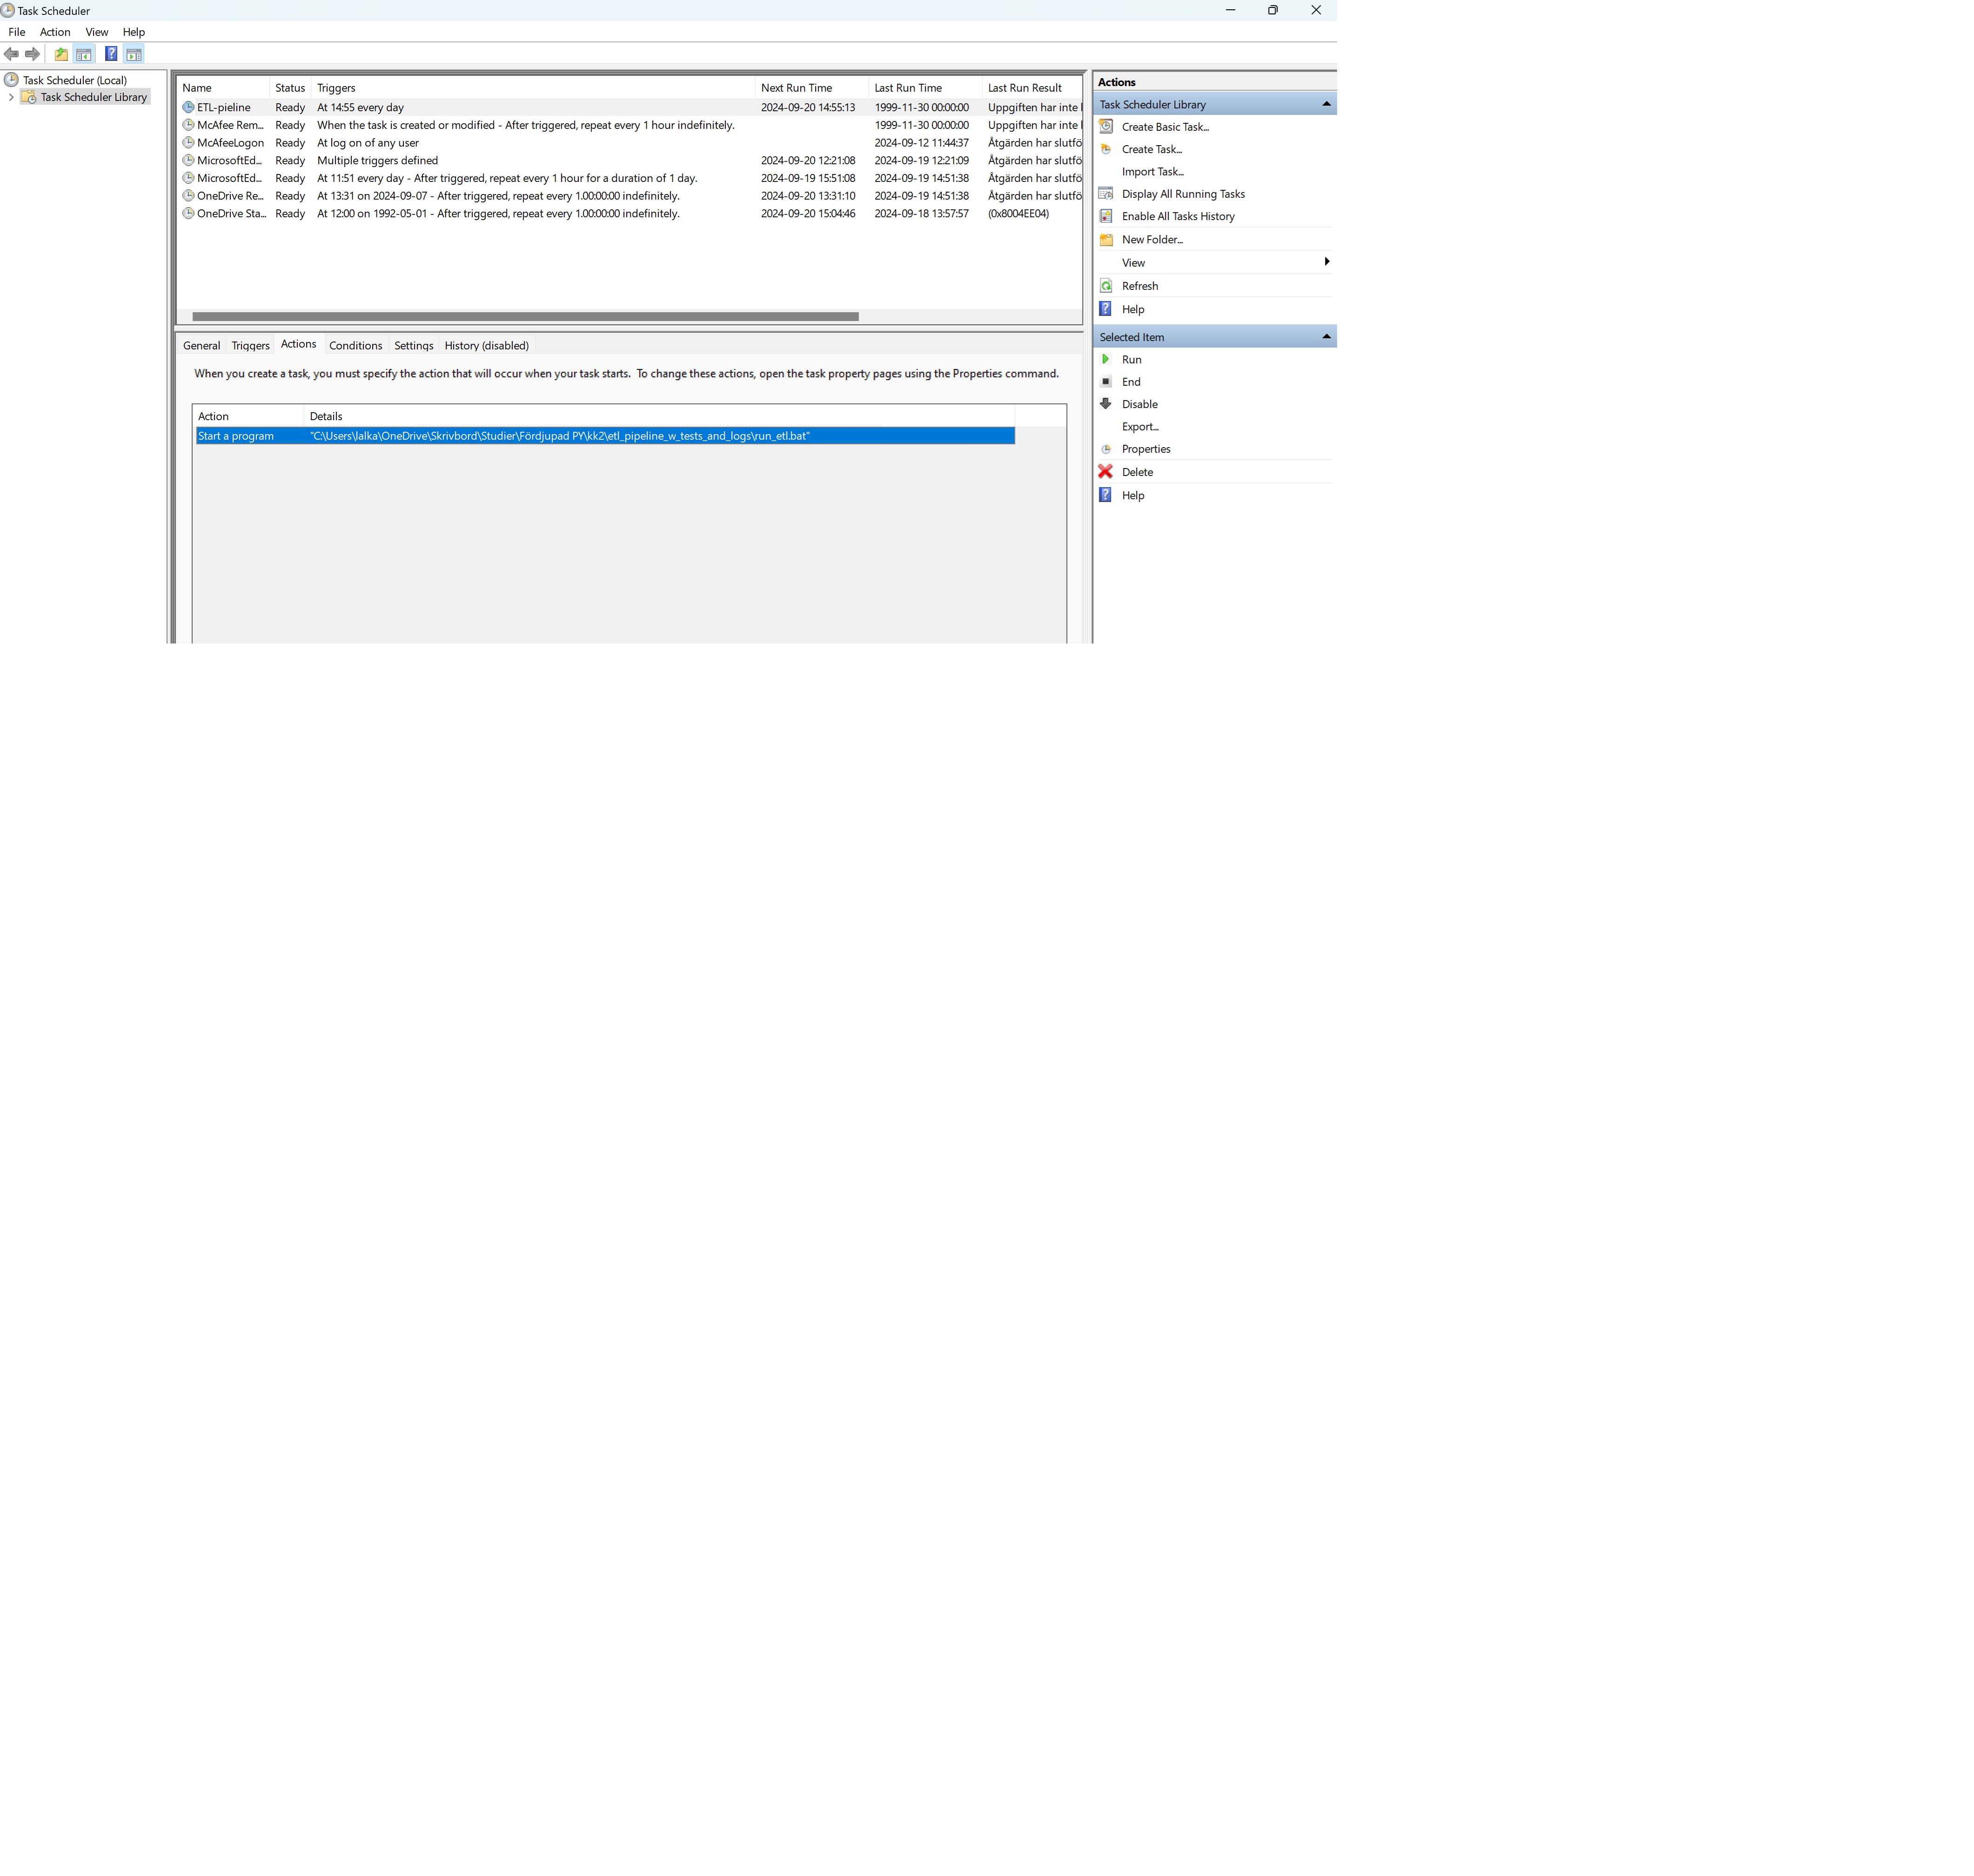 Task Scheduler
File Action View Help
Task Scheduler (Local)
Task Scheduler Library
Name Status Triggers Next Run Time Last Run Time Last Run Result
ETL-pieline Ready At 14:55 every day 2024-09-20 14:55:13 1999-11-30 00:00:00 Uppgiften har inte
McAfee Rem... Ready When the task is created or modified - After triggered, repeat every 1 hour indefinitely. 1999-11-30 00:00:00 Uppgiften har inte
McAfeeLogon Ready At log on of any user 2024-09-12 11:44:37 Åtgärden har slutfö
MicrosoftEd... Ready Multiple triggers defined 2024-09-20 12:21:08 2024-09-19 12:21:09 Åtgärden har slutfö
MicrosoftEd... Ready At 11:51 every day - After triggered, repeat every 1 hour for a duration of 1 day. 2024-09-19 15:51:08 2024-09-19 14:51:38 Åtgärden har slutfö
OneDrive Re... Ready At 13:31 on 2024-09-07 - After triggered, repeat every 1.00:00:00 indefinitely. 2024-09-20 13:31:10 2024-09-19 14:51:38 Åtgärden har slutfö
OneDrive Sta... Ready At 12:00 on 1992-05-01 - After triggered, repeat every 1.00:00:00 indefinitely. 2024-09-20 15:04:46 2024-09-18 13:57:57 (0x8004EE04)
General Triggers Actions Conditions Settings History (disabled)
When you create a task, you must specify the action that will occur when your task starts. To change these actions, open the task property pages using the Properties command.
Action Details
Start a program "C:\Users\lalka\OneDrive\Skrivbord\Studier\Fördjupad PY\kk2\etl_pipeline_w_tests_and_logs\run_etl.bat"
Actions
Task Scheduler Library
Create Basic Task...
Create Task...
Import Task...
Display All Running Tasks
Enable All Tasks History
New Folder...
View
Refresh
Help
Selected Item
Run
End
Disable
Export...
Properties
Delete
Help